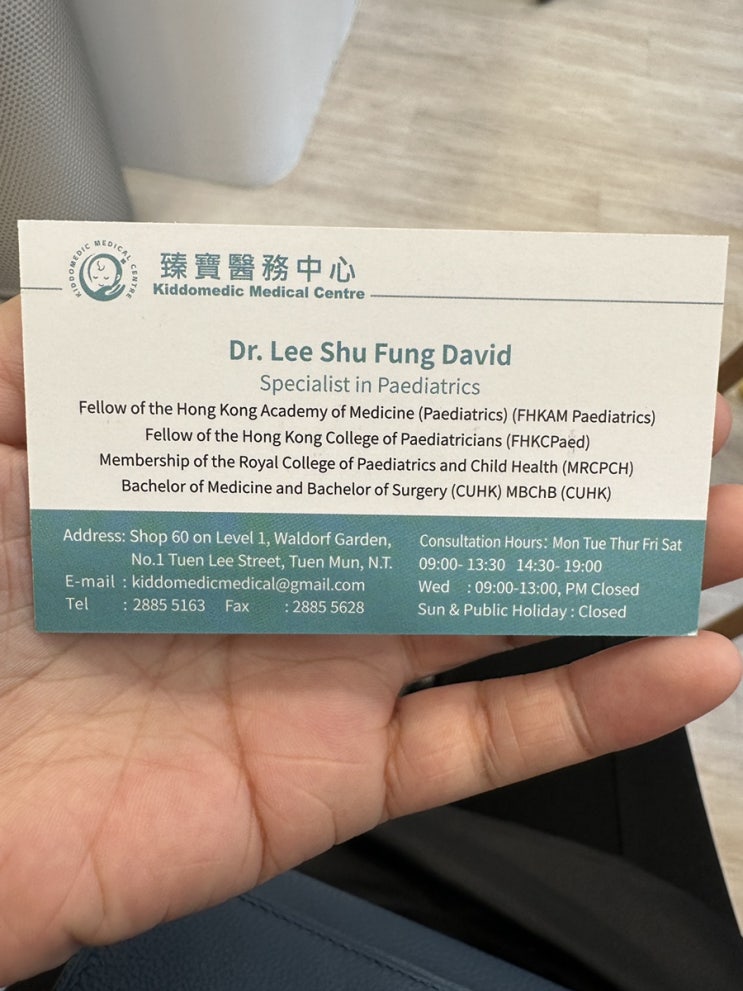 KIDDOMEDIC MEDICAL CENTRE
臻寶醫務中心
Kiddomedic Medical Centre
Dr. Lee Shu Fung David
Specialist in Paediatrics
Fellow of the Hong Kong Academy of Medicine (Paediatrics) (FHKAM Paediatrics)
Fellow of the Hong Kong College of Paediatricians (FHKCPaed)
Membership of the Royal College of Paediatrics and Child Health (MRCPCH)
Bachelor of Medicine and Bachelor of Surgery (CUHK) MBChB (CUHK)
Address: Shop 60 on Level 1, Waldorf Garden,
No.1 Tuen Lee Street, Tuen Mun, N.T.
E-mail : kiddomedicmedical@gmail.com
Tel : 2885 5163 Fax : 2885 5628
Consultation Hours: Mon Tue Thur Fri Sat
09:00- 13:30 14:30- 19:00
Wed : 09:00-13:00, PM Closed
Sun & Public Holiday : Closed